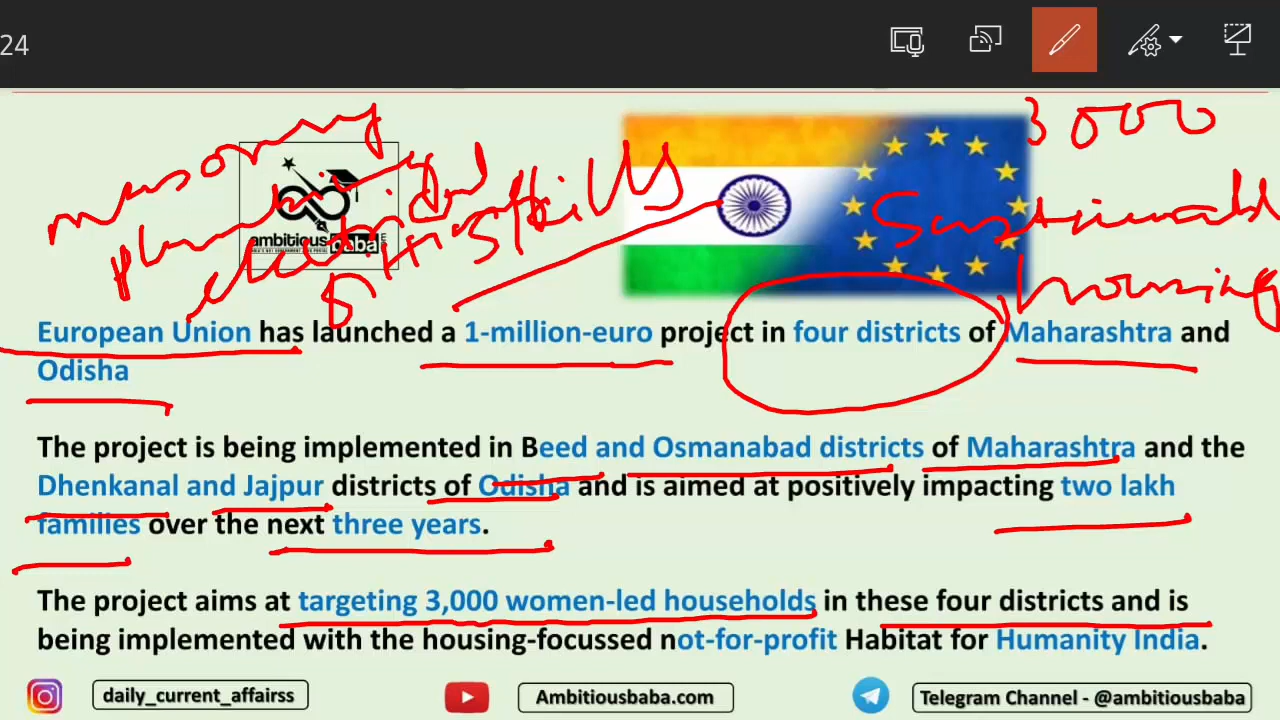 24
3000
masonry
plumbing
electrical
skills
housing
ambitious
baba
European Union has launched a 1-million-euro project in four districts of Maharashtra and
Odisha
The project is being implemented in Beed and Osmanabad districts of Maharashtra and the
Dhenkanal and Jajpur districts of Odisha and is aimed at positively impacting two lakh
families over the next three years.
The project aims at targeting 3,000 women-led households in these four districts and is
being implemented with the housing-focussed not-for-profit Habitat for Humanity India.
daily_current_affairss
Ambitiousbaba.com
Telegram Channel - @ambitiousbaba